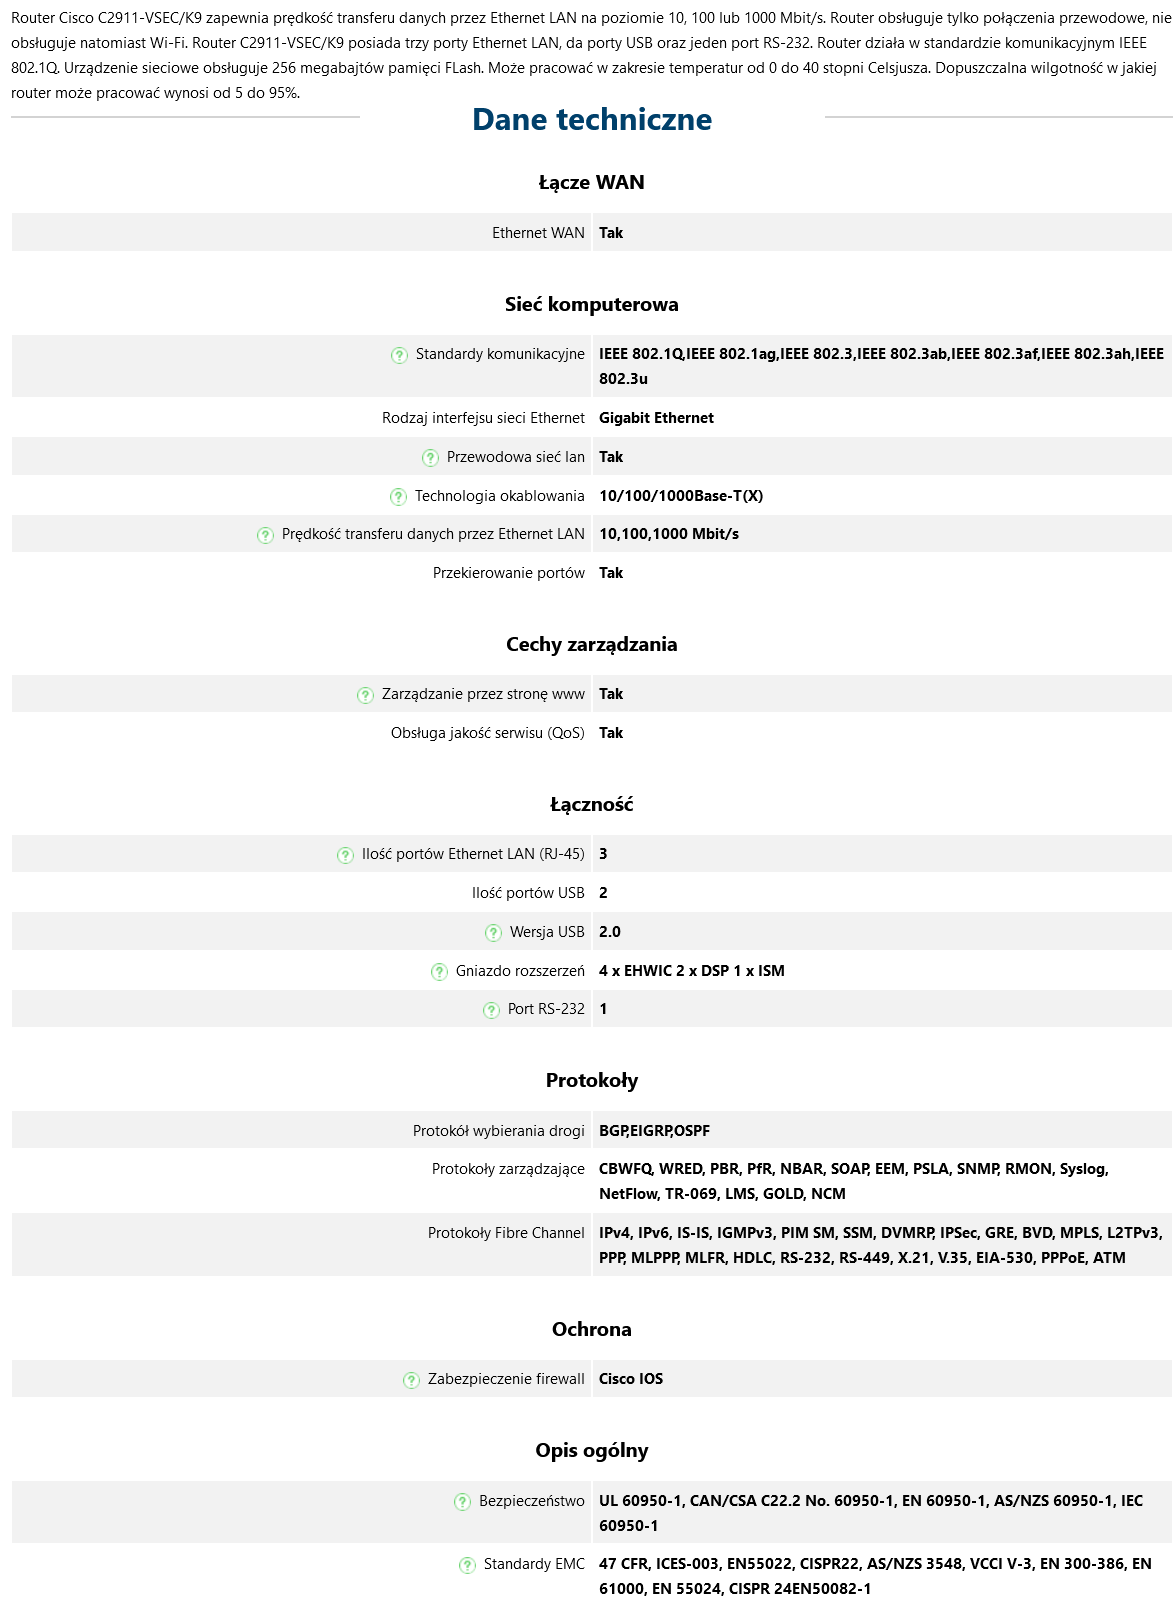 Router Cisco C2911-VSEC/K9 zapewnia prędkość transferu danych przez Ethernet LAN na poziomie 10, 100 lub 1000 Mbit/s. Router obsługuje tylko połączenia przewodowe, nie
obsługuje natomiast Wi-Fi. Router C2911-VSEC/K9 posiada trzy porty Ethernet LAN, da porty USB oraz jeden port RS-232. Router działa w standardzie komunikacyjnym IEEE
802.1Q. Urządzenie sieciowe obsługuje 256 megabajtów pamięci FLash. Może pracować w zakresie temperatur od 0 do 40 stopni Celsjusza. Dopuszczalna wilgotność w jakiej
router może pracować wynosi od 5 do 95%.
Dane techniczne
Łącze WAN
Ethernet WAN Tak
Sieć komputerowa
? Standardy komunikacyjne IEEE 802.1Q,IEEE 802.1ag,IEEE 802.3,IEEE 802.3ab,IEEE 802.3af,IEEE 802.3ah,IEEE
802.3u
Rodzaj interfejsu sieci Ethernet Gigabit Ethernet
? Przewodowa sieć lan Tak
? Technologia okablowania 10/100/1000Base-T(X)
? Prędkość transferu danych przez Ethernet LAN 10,100,1000 Mbit/s
Przekierowanie portów Tak
Cechy zarządzania
? Zarządzanie przez stronę www Tak
Obsługa jakość serwisu (QoS) Tak
Łączność
? Ilość portów Ethernet LAN (RJ-45) 3
Ilość portów USB 2
? Wersja USB 2.0
? Gniazdo rozszerzeń 4 x EHWIC 2 x DSP 1 x ISM
? Port RS-232 1
Protokoły
Protokół wybierania drogi BGP,EIGRP,OSPF
Protokoły zarządzające CBWFQ, WRED, PBR, PfR, NBAR, SOAP, EEM, PSLA, SNMP, RMON, Syslog,
NetFlow, TR-069, LMS, GOLD, NCM
Protokoły Fibre Channel IPv4, IPv6, IS-IS, IGMPv3, PIM SM, SSM, DVMRP, IPSec, GRE, BVD, MPLS, L2TPv3,
PPP, MLPPP, MLFR, HDLC, RS-232, RS-449, X.21, V.35, EIA-530, PPPoE, ATM
Ochrona
? Zabezpieczenie firewall Cisco IOS
Opis ogólny
? Bezpieczeństwo UL 60950-1, CAN/CSA C22.2 No. 60950-1, EN 60950-1, AS/NZS 60950-1, IEC
60950-1
? Standardy EMC 47 CFR, ICES-003, EN55022, CISPR22, AS/NZS 3548, VCCI V-3, EN 300-386, EN
61000, EN 55024, CISPR 24EN50082-1